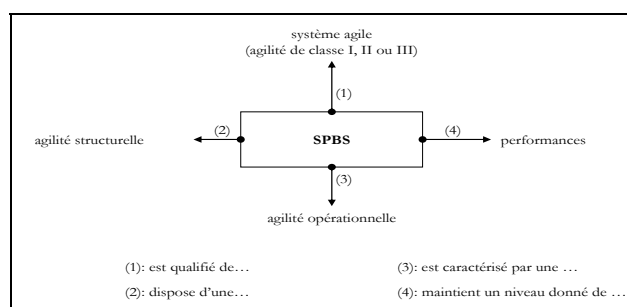 système agile
(agilité de classe I, II ou III)
(1)
agilité structurelle
(2)
SPBS
(4)
performances
(3)
agilité opérationnelle
(1): est qualifié de…
(3): est caractérisé par une …
(2): dispose d'une…
(4): maintient un niveau donné de …